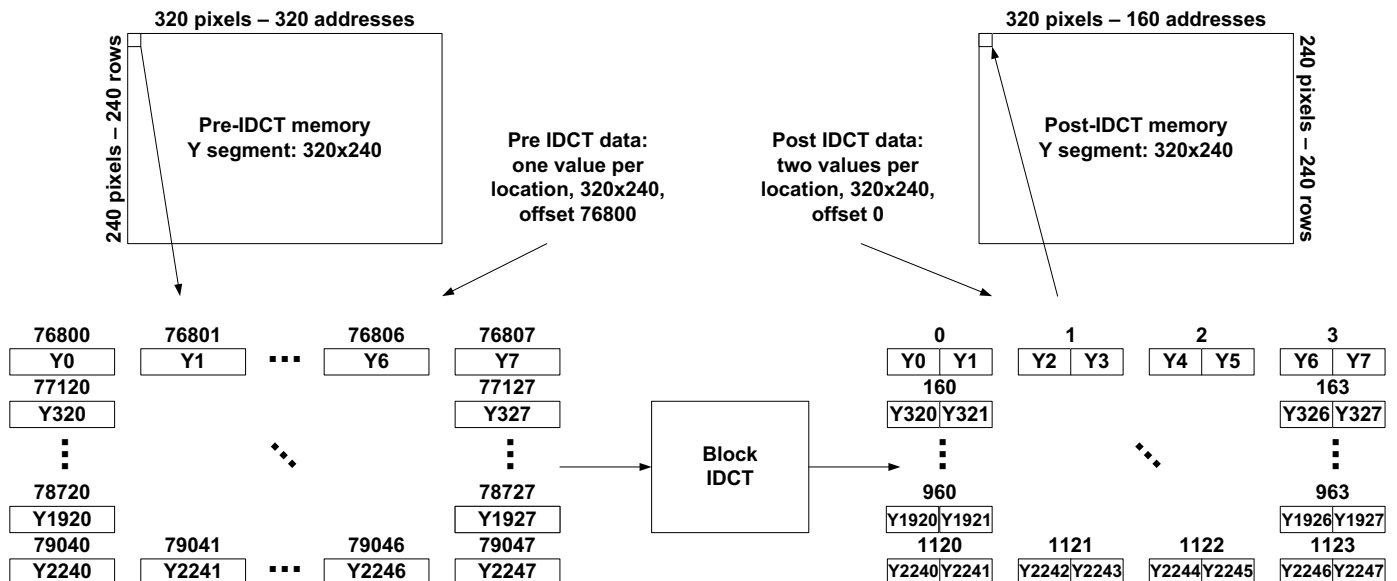 320 pixels – 320 addresses
240 pixels – 240 rows
Pre-IDCT memory
Y segment: 320x240
Pre IDCT data:
one value per
location, 320x240,
offset 76800
320 pixels – 160 addresses
240 pixels – 240 rows
Post-IDCT memory
Y segment: 320x240
Post IDCT data:
two values per
location, 320x240,
offset 0
76800 76801 76806 76807
Y0 Y1 ... Y6 Y7
77120 77127
Y320 Y327
78720 78727
Y1920 Y1927
79040 79041 79046 79047
Y2240 Y2241 ... Y2246 Y2247
Block
IDCT
0 1 2 3
Y0 Y1 Y2 Y3 Y4 Y5 Y6 Y7
160 163
Y320 Y321 Y326 Y327
960 963
Y1920 Y1921 Y1926 Y1927
1120 1121 1122 1123
Y2240 Y2241 Y2242 Y2243 Y2244 Y2245 Y2246 Y2247